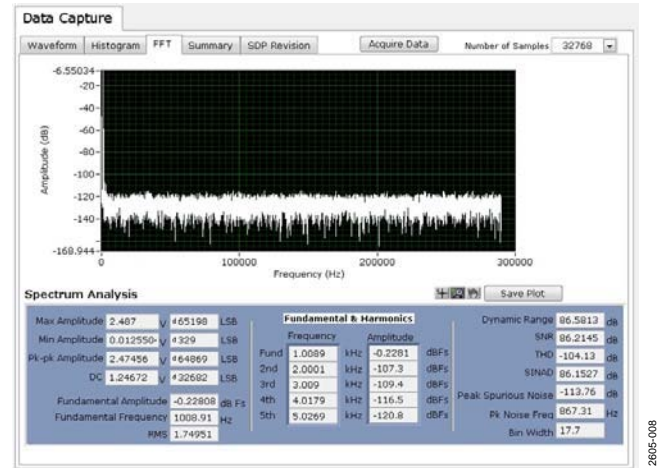 Data Capture
Waveform Histogram FFT Summary SDP Revision Acquire Data Number of Samples 32768
-6.55034
-20
-40
-60
-80
-100
-120
-140
-168.944
Amplitude (dB)
0 100000 200000 300000
Frequency (Hz)
Spectrum Analysis Save Plot
Max Amplitude 2.487 V 65198 LSB
Min Amplitude 0.012550 V 329 LSB
Pk-pk Amplitude 2.47456 V 64869 LSB
DC 1.24672 V 32682 LSB
Fundamental Amplitude -0.22808 dB Fs
Fundamental Frequency 1008.91 Hz
RMS 1.74951
Fundamental & Harmonics
Frequency Amplitude
Fund 1.0089 kHz -0.2281 dBFs
2nd 2.0001 kHz -107.3 dBFs
3rd 3.009 kHz -109.4 dBFs
4th 4.0179 kHz -116.5 dBFs
5th 5.0269 kHz -120.8 dBFs
Dynamic Range 86.5813 dB
SNR 86.2145 dB
THD -104.13 dB
SINAD 86.1527 dB
Peak Spurious Noise -113.76 dB
Pk Noise Freq 867.31 Hz
Bin Width 17.7
2605-008